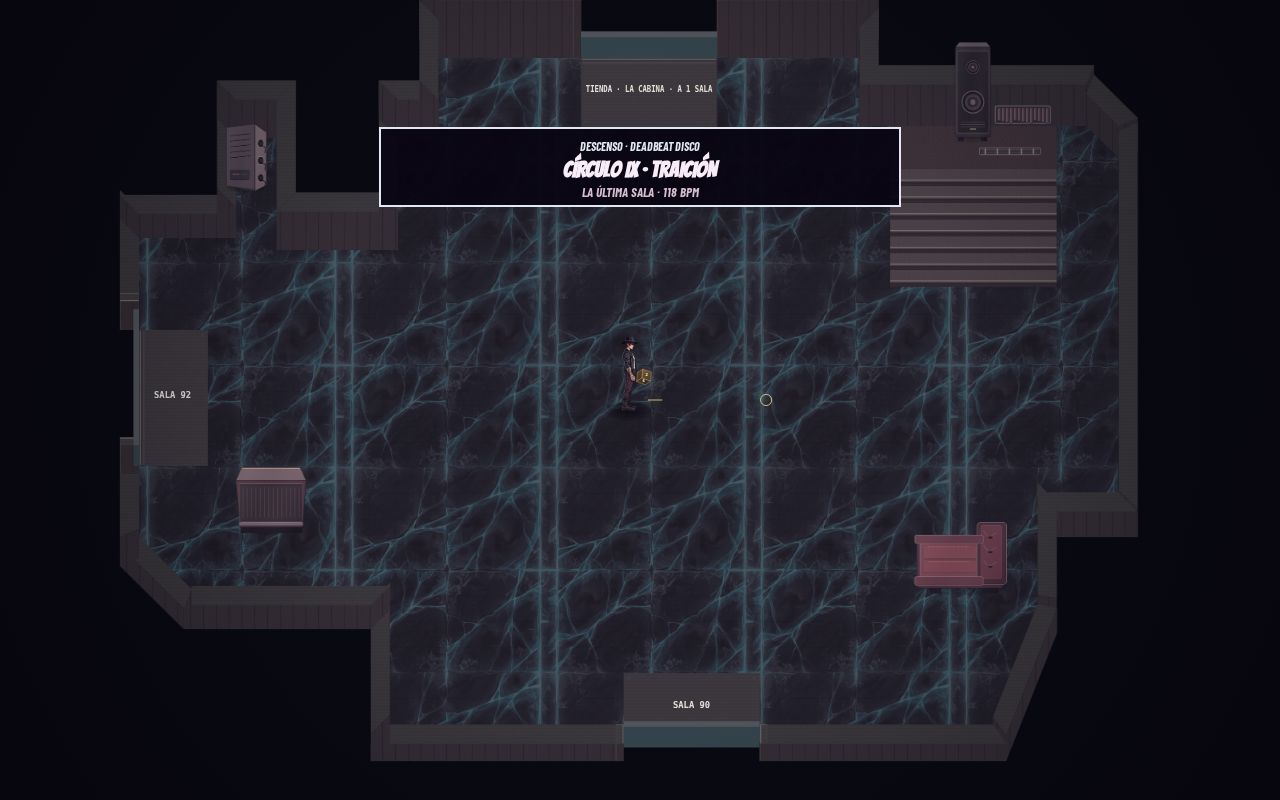 TIENDA · LA CABINA · A 1 SALA
DESCENSO · DEADBEAT DISCO
CÍRCULO IX · TRAICIÓN
LA ÚLTIMA SALA · 118 BPM
SALA 92
SALA 90